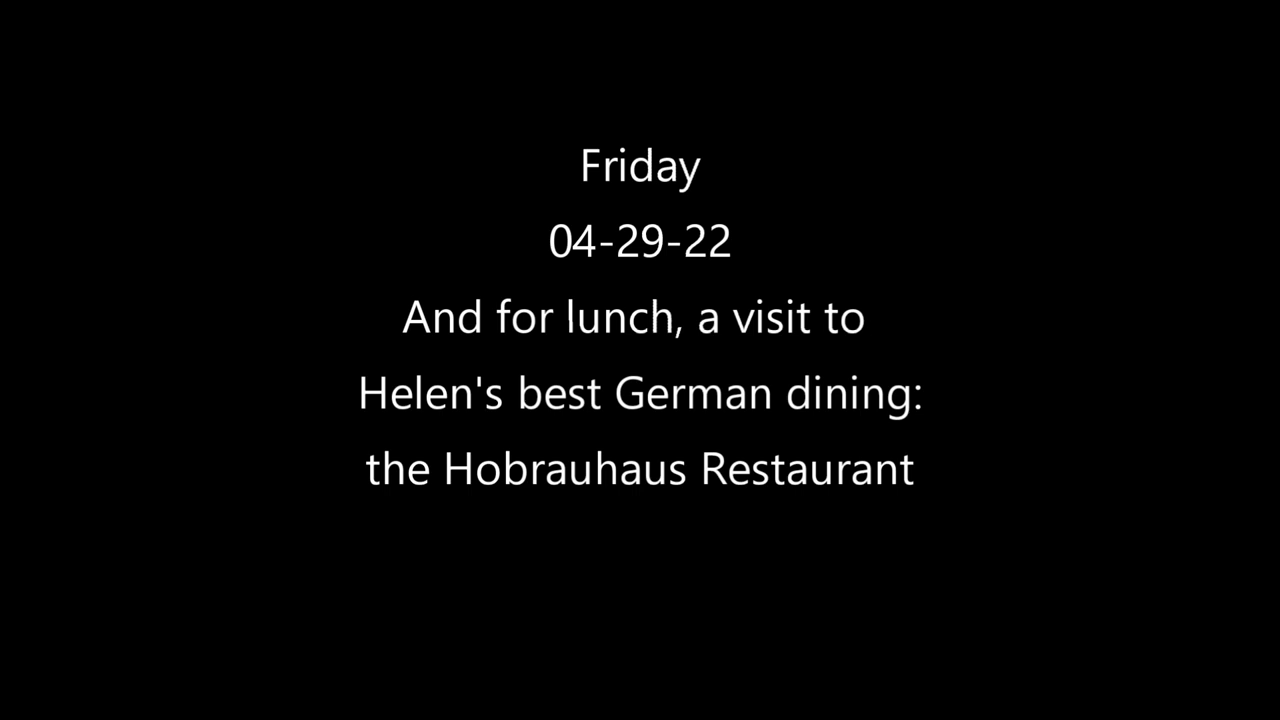 Friday
04-29-22
And for lunch, a visit to
Helen's best German dining:
the Hobrauhaus Restaurant